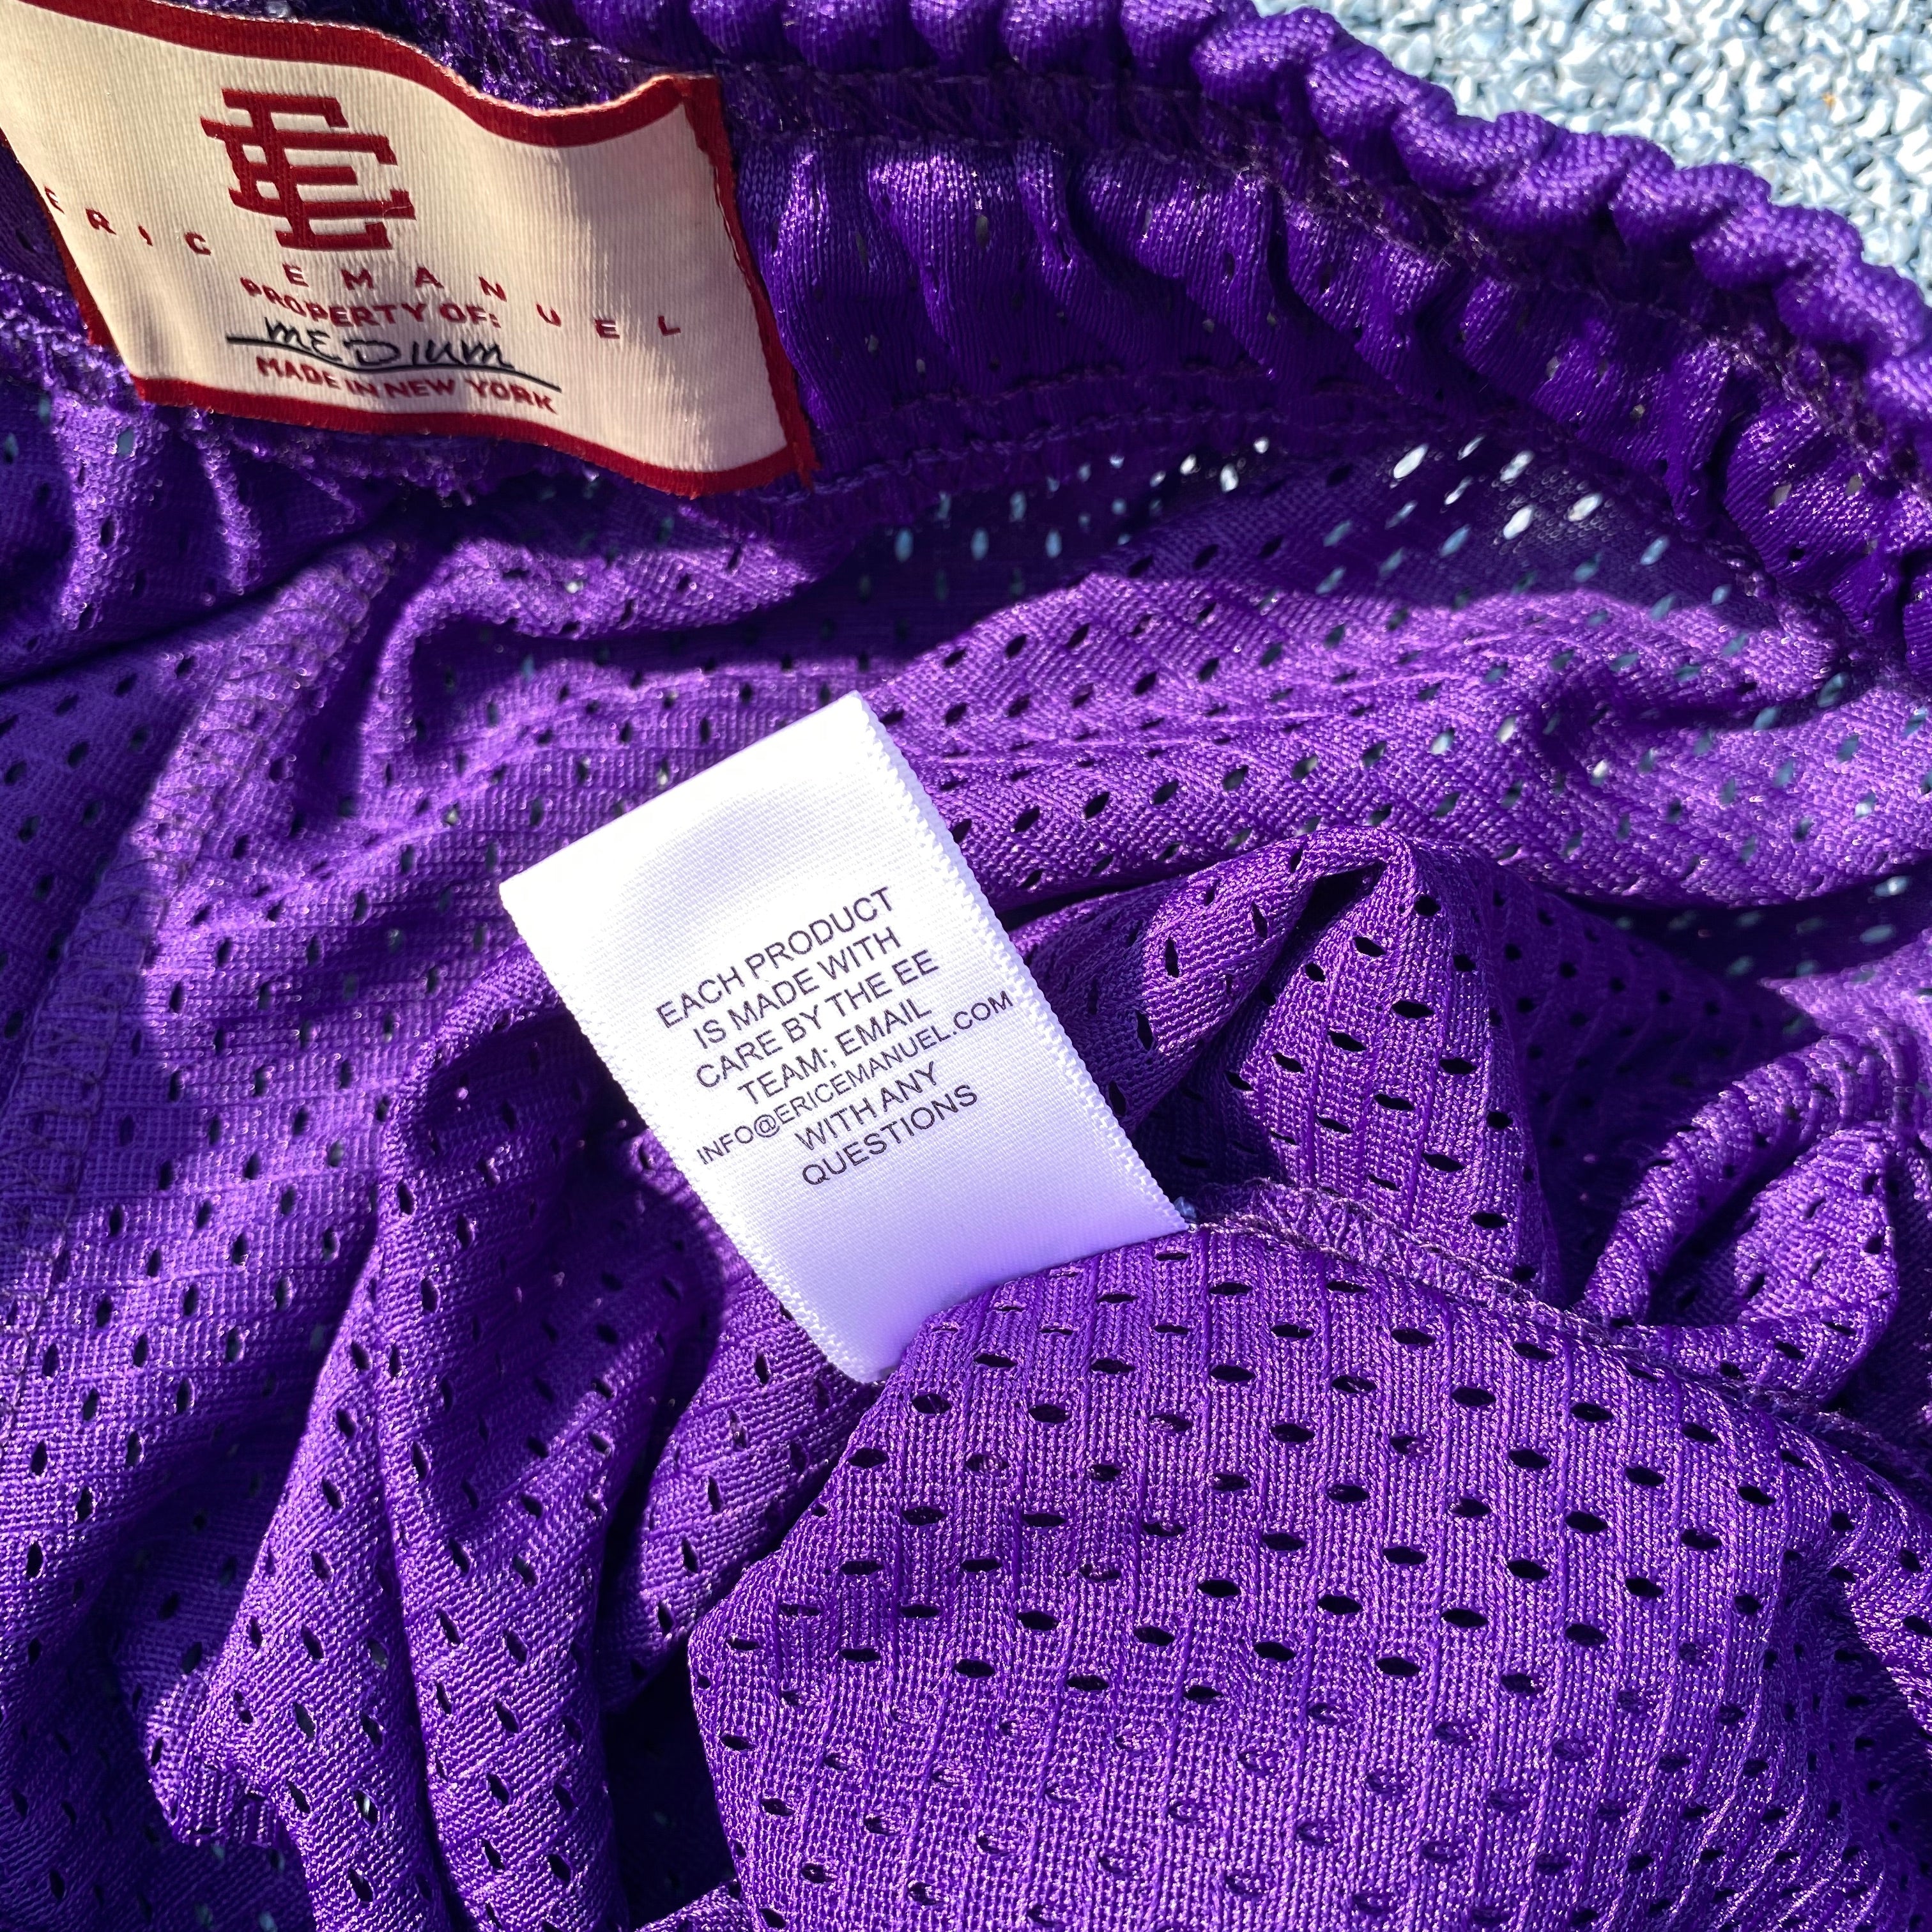 EE
ERIC EMANUEL
PROPERTY OF:
MEDIUM
MADE IN NEW YORK
EACH PRODUCT
IS MADE WITH
CARE BY THE EE
TEAM; EMAIL
INFO@ERICEMANUEL.COM
WITH ANY
QUESTIONS